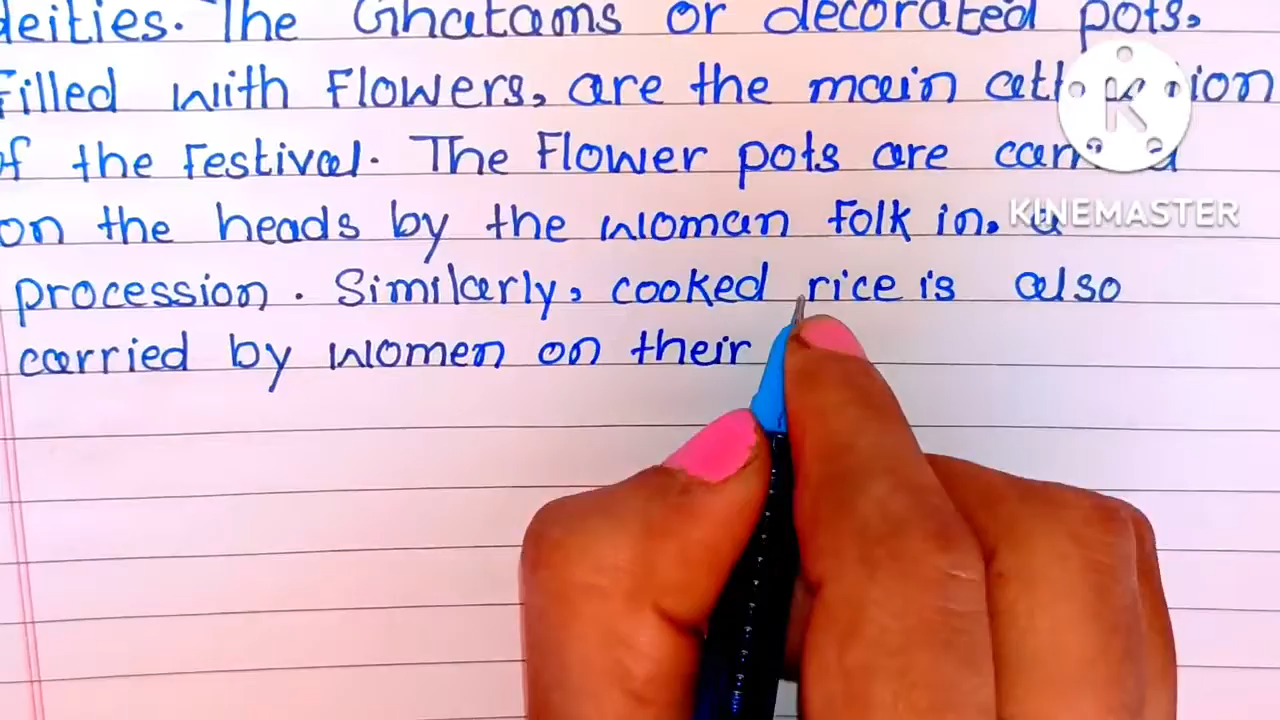 deities. The Ghatams or decorated pots,
filled with flowers, are the main
of the festival. The flower pots are
on the heads by the woman folk in. a
KINEMASTER
procession. Similarly, cooked rice is also
carried by women on their